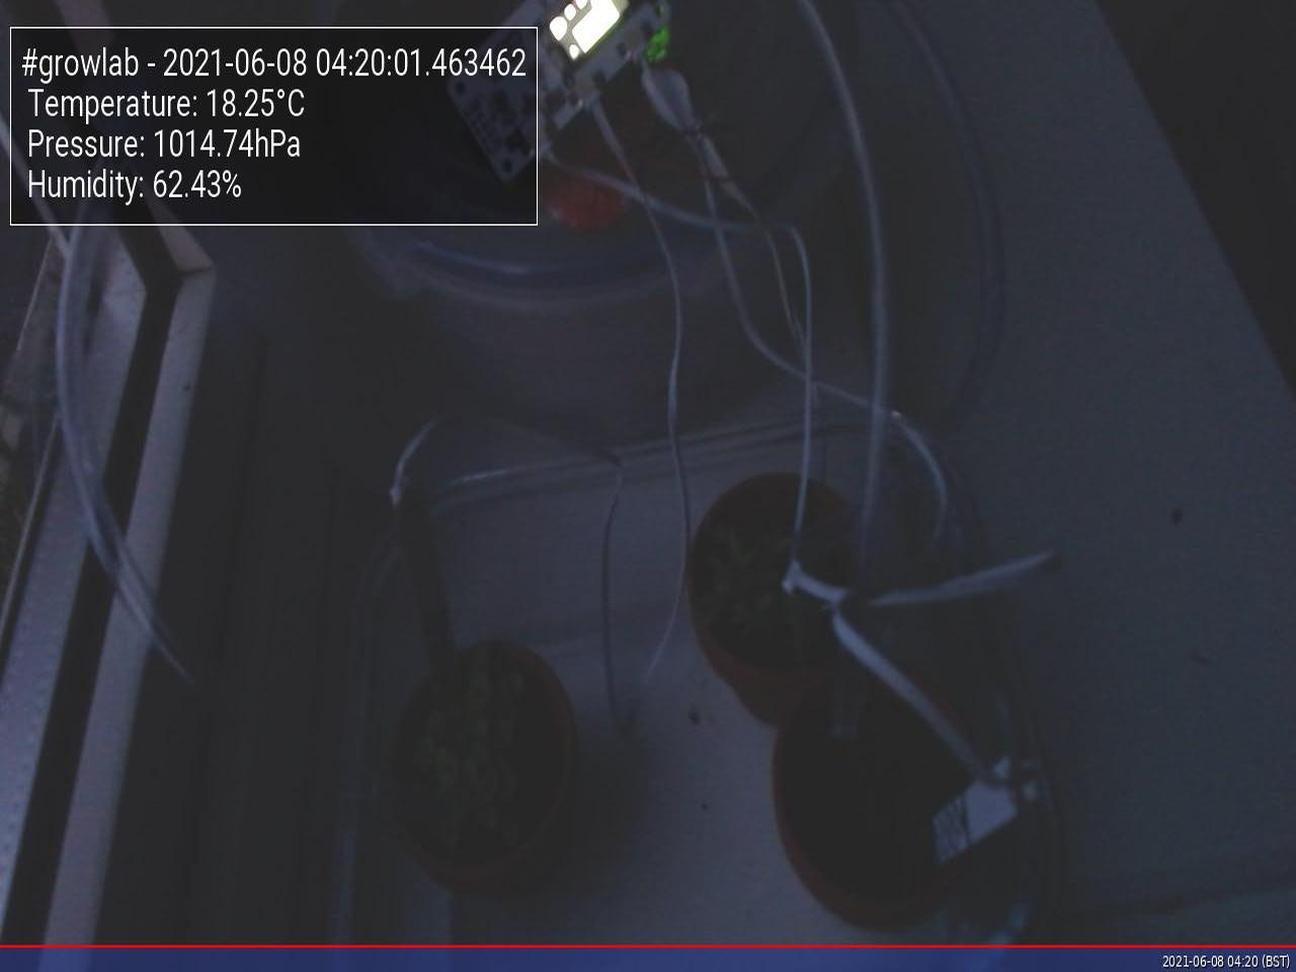 #growlab - 2021-06-08 04:20:01.463462
Temperature: 18.25°C
Pressure: 1014.74hPa
Humidity: 62.43%
2021-06-08 04:20 (BST)